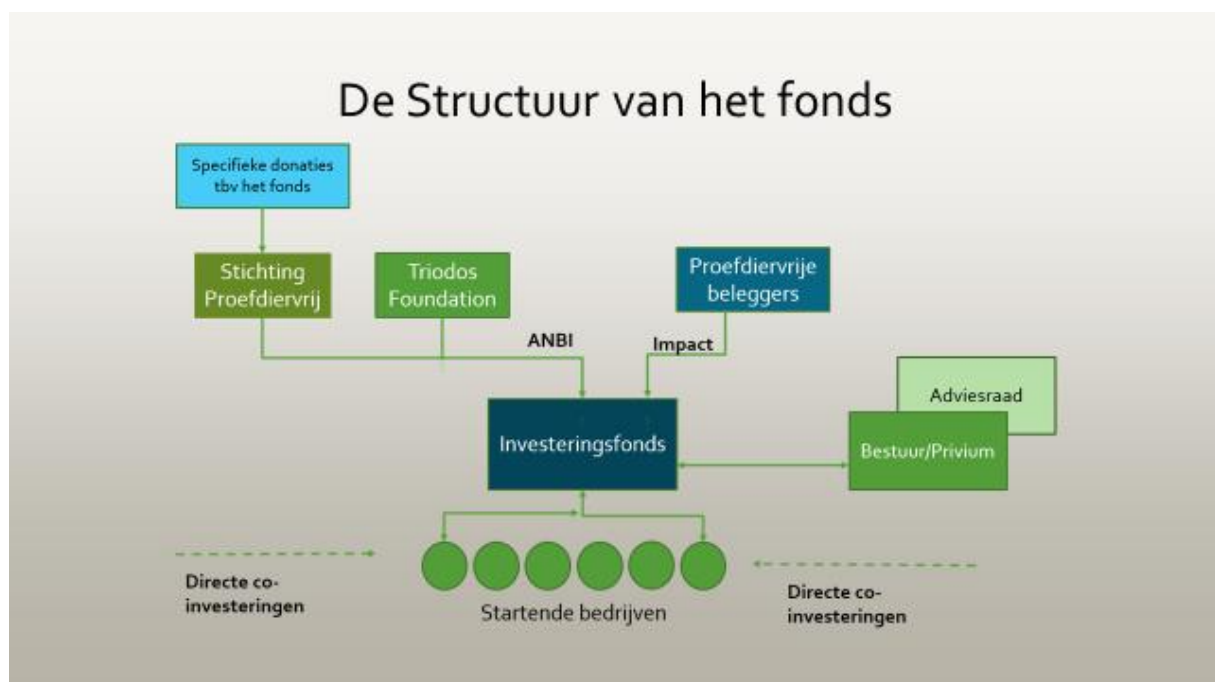 De Structuur van het fonds
Specifieke donaties
tbv het fonds
Stichting
Proefdiervrij
Triodos
Foundation
Proefdiervrije
beleggers
ANBI
Impact
Adviesraad
Investeringsfonds
Bestuur/Privium
Directe co-
investeringen
Startende bedrijven
Directe co-
investeringen